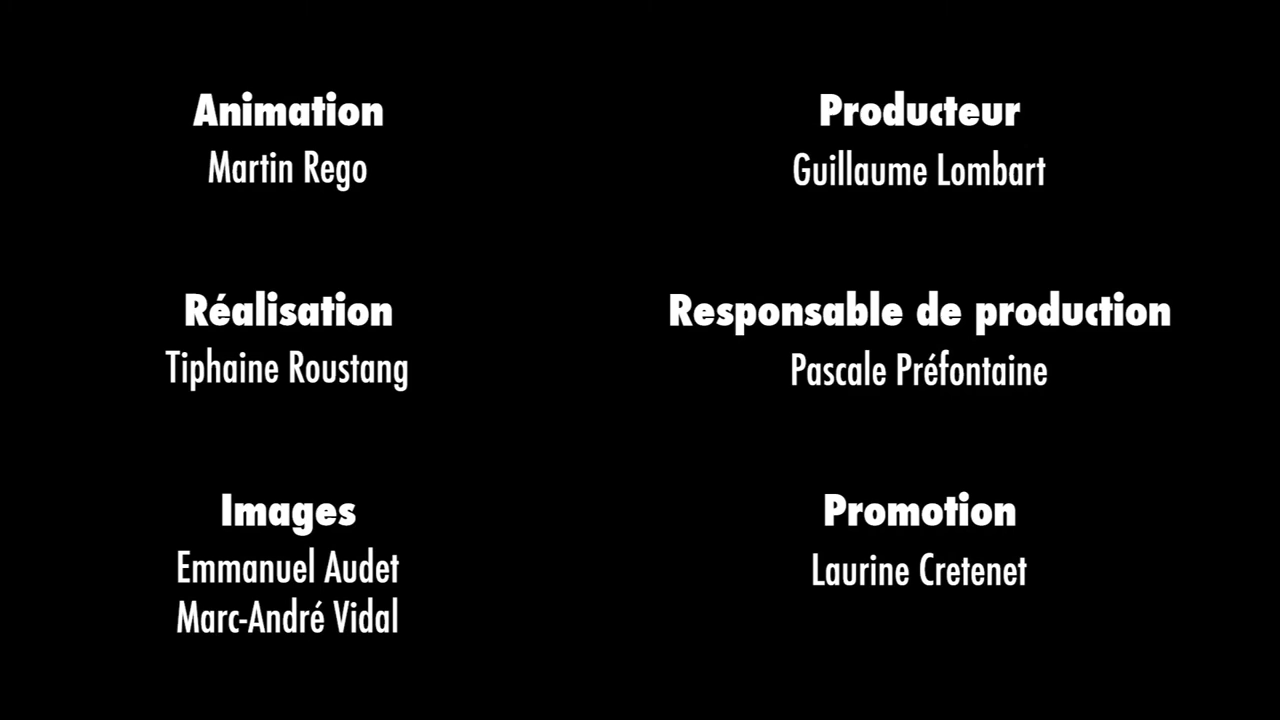 Animation
Martin Rego
Réalisation
Tiphaine Roustang
Images
Emmanuel Audet
Marc-André Vidal
Producteur
Guillaume Lombart
Responsable de production
Pascale Préfontaine
Promotion
Laurine Cretenet